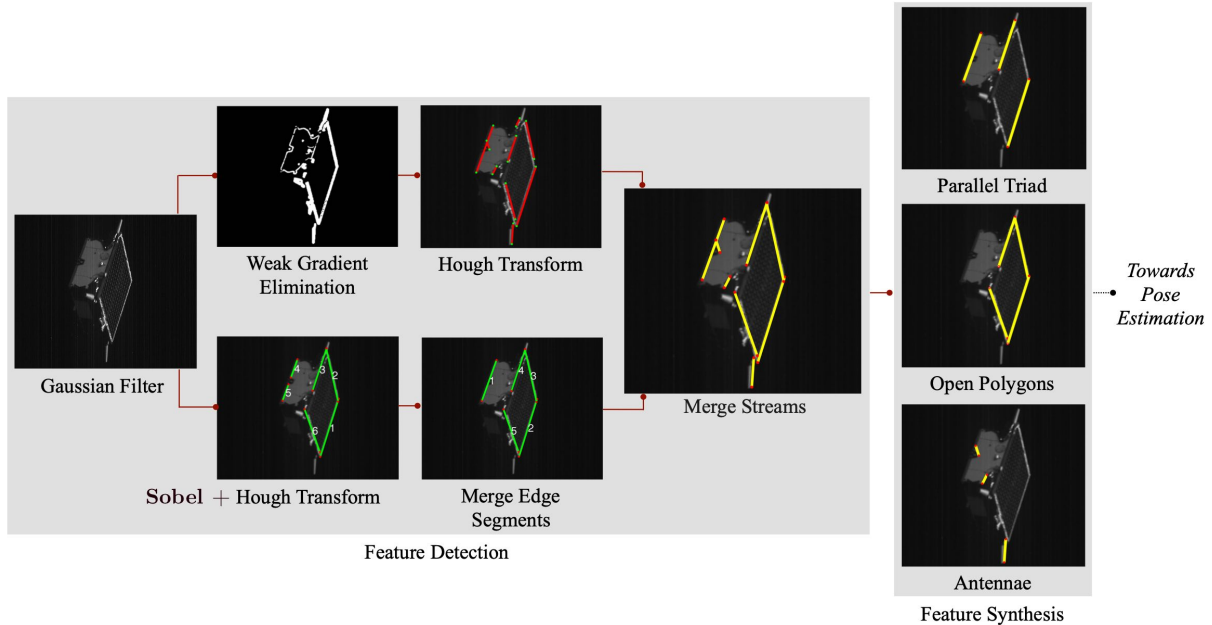 Gaussian Filter
Weak Gradient
Elimination
Hough Transform
4
3
2
5
6
1
Sobel + Hough Transform
1
4
3
5
2
Merge Edge
Segments
Merge Streams
Feature Detection
Parallel Triad
Open Polygons
Antennae
Feature Synthesis
Towards
Pose
Estimation